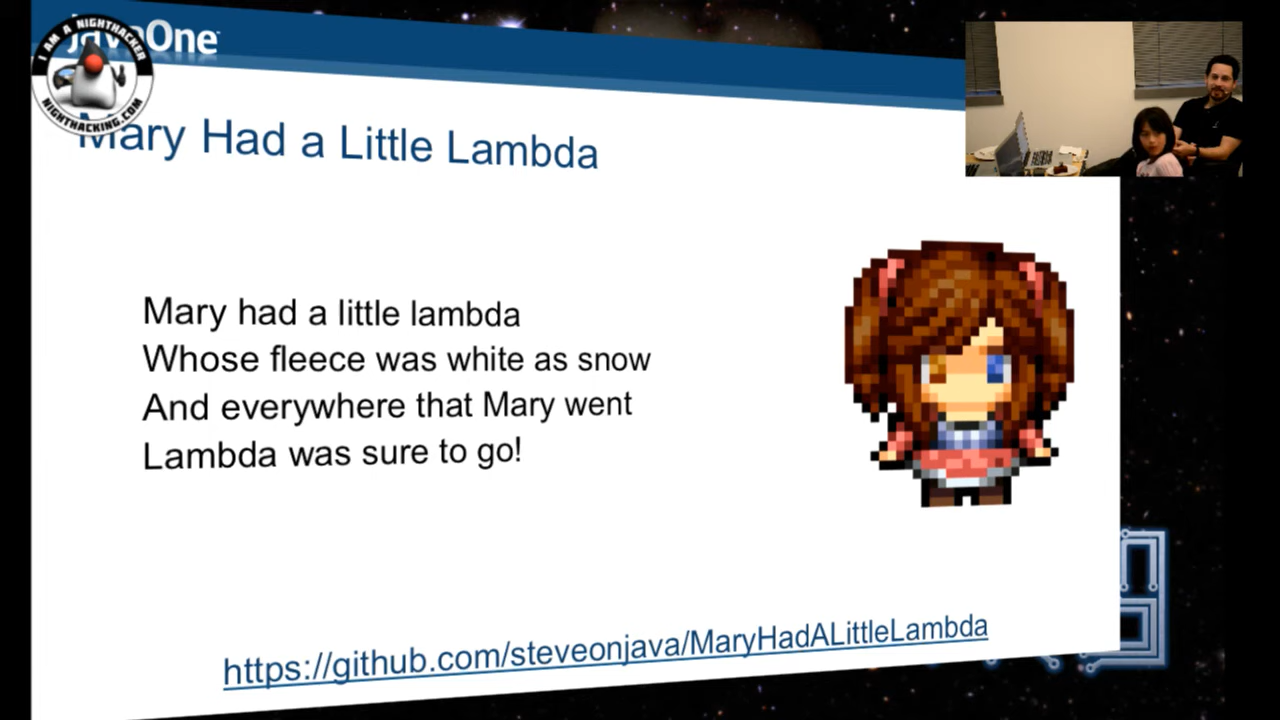 JavaOne
I AM A NIGHTHACKER
NIGHTHACKING.COM
Mary Had a Little Lambda
Mary had a little lambda
Whose fleece was white as snow
And everywhere that Mary went
Lambda was sure to go!
https://github.com/steveonjava/MaryHadALittleLambda